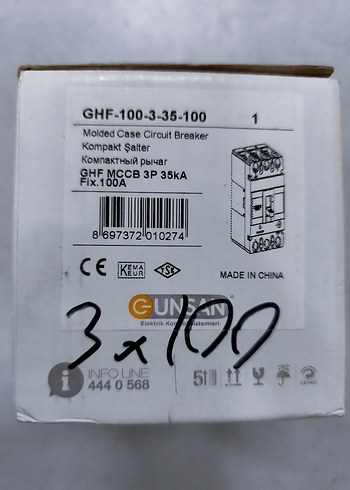 GHF-100-3-35-100 1
Molded Case Circuit Breaker
Kompakt Şalter
Компактный рычаг
GHF MCCB 3P 35kA
Fix.100A
8 697372 010274
CE KEMA KEUR TSE
MADE IN CHINA
GUNSAN
Elektrik Kontrol Sistemleri
3 x 100
i INFO LINE
444 0 568
5